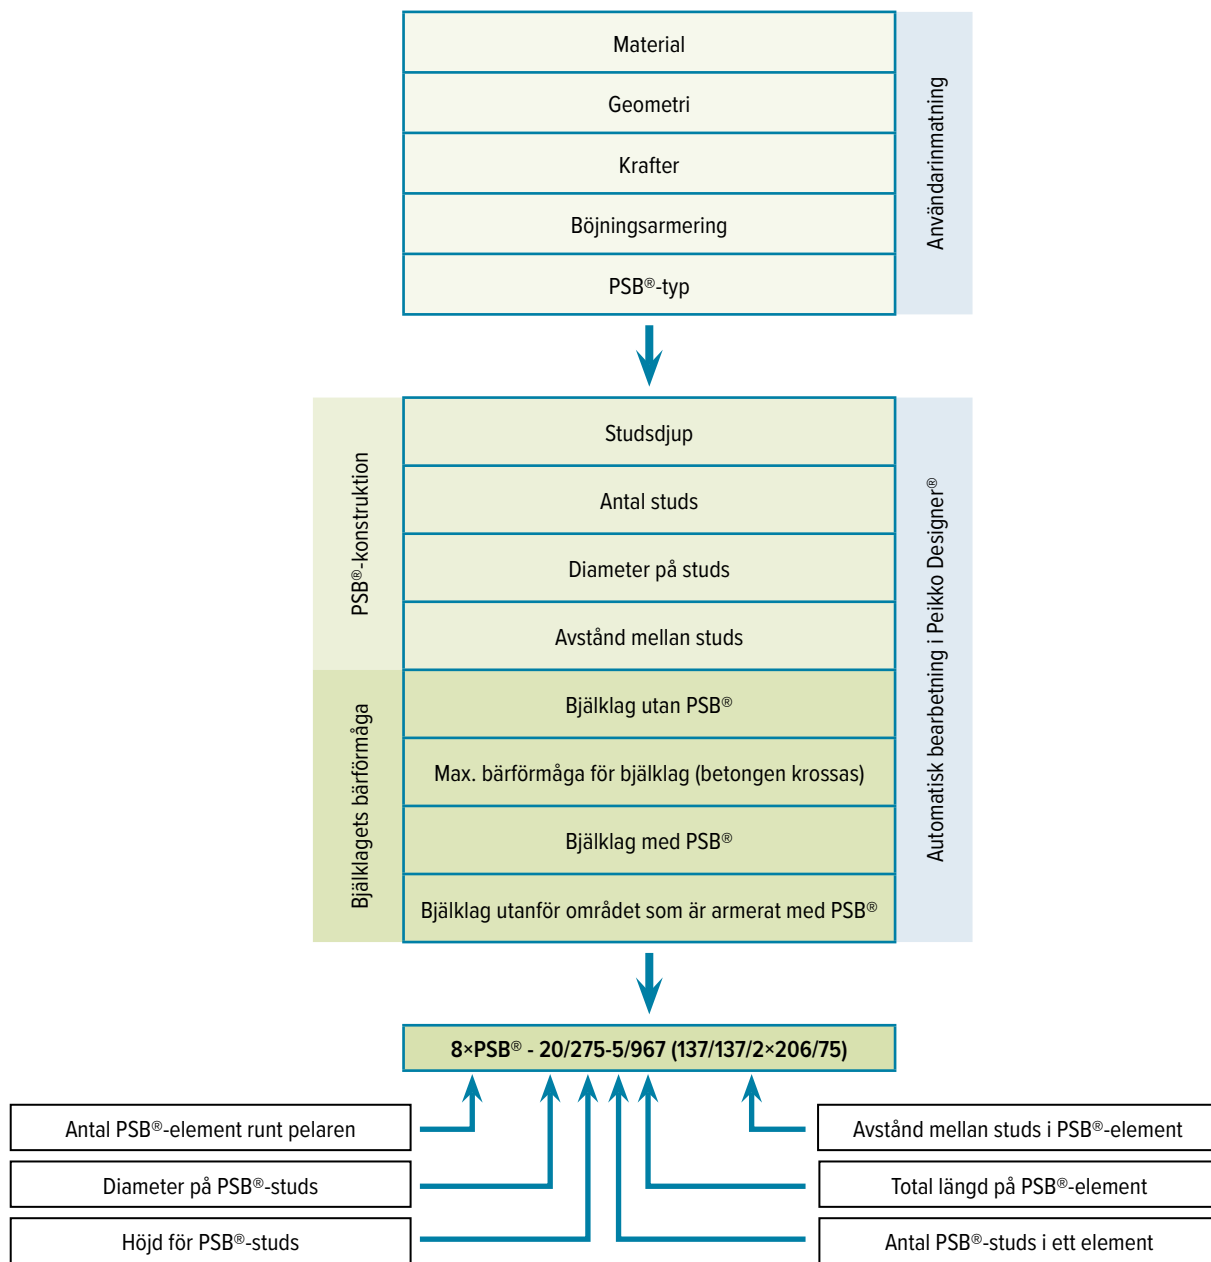 Material
Geometri
Krafter
Böjningsarmering
PSB®-typ
Användarinmatning
PSB®-konstruktion
Studsdjup
Antal studs
Diameter på studs
Avstånd mellan studs
Bjälklagets bärförmåga
Bjälklag utan PSB®
Max. bärförmåga för bjälklag (betongen krossas)
Bjälklag med PSB®
Bjälklag utanför området som är armerat med PSB®
Automatisk bearbetning i Peikko Designer®
8×PSB® - 20/275-5/967 (137/137/2×206/75)
Antal PSB®-element runt pelaren
Diameter på PSB®-studs
Höjd för PSB®-studs
Avstånd mellan studs i PSB®-element
Total längd på PSB®-element
Antal PSB®-studs i ett element